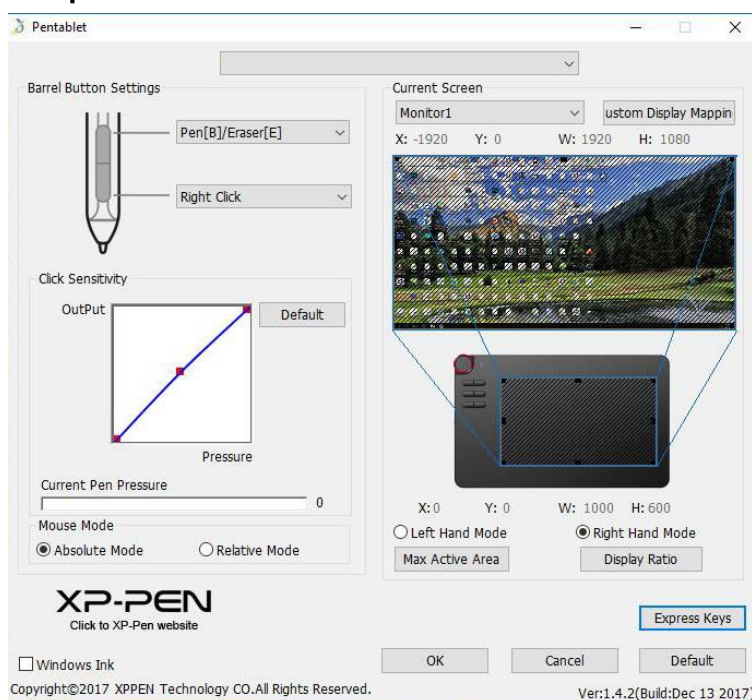 Pentablet
Barrel Button Settings
Pen[B]/Eraser[E]
Right Click
Click Sensitivity
OutPut
Default
Pressure
Current Pen Pressure
0
Mouse Mode
Absolute Mode
Relative Mode
Current Screen
Monitor1
ustom Display Mappin
X: -1920 Y: 0 W: 1920 H: 1080
X: 0 Y: 0 W: 1000 H: 600
Left Hand Mode
Right Hand Mode
Max Active Area
Display Ratio
XP-PEN
Click to XP-Pen website
Express Keys
Windows Ink
OK
Cancel
Default
Copyright©2017 XPPEN Technology CO.All Rights Reserved.
Ver:1.4.2(Build:Dec 13 2017)